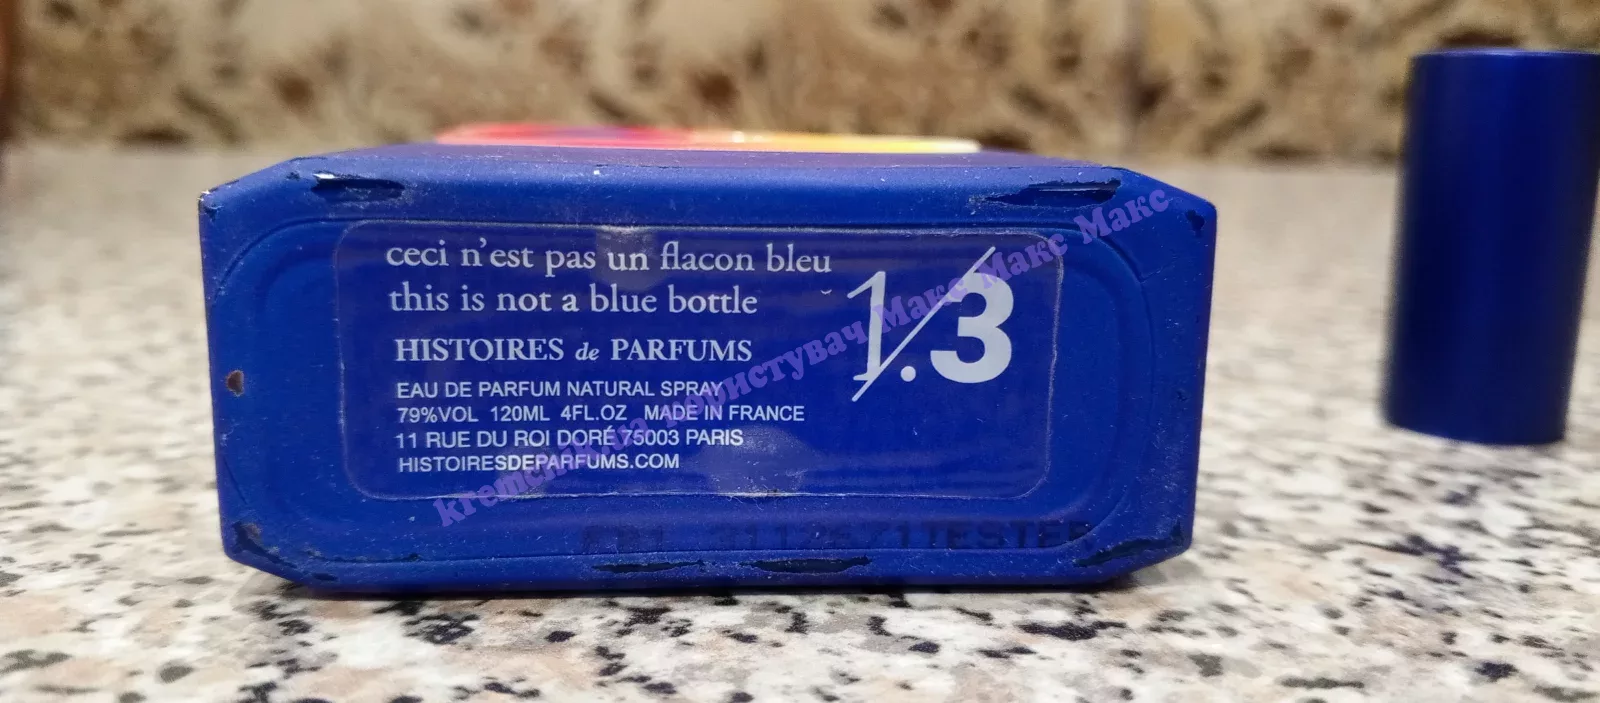 ceci n'est pas un flacon bleu
this is not a blue bottle
1/.3
HISTOIRES de PARFUMS
EAU DE PARFUM NATURAL SPRAY
79%VOL 120ML 4FL.OZ MADE IN FRANCE
11 RUE DU ROI DORÉ 75003 PARIS
HISTOIRESDEPARFUMS.COM
TESTER
kremchik.ua користувач Макс Макс Макс